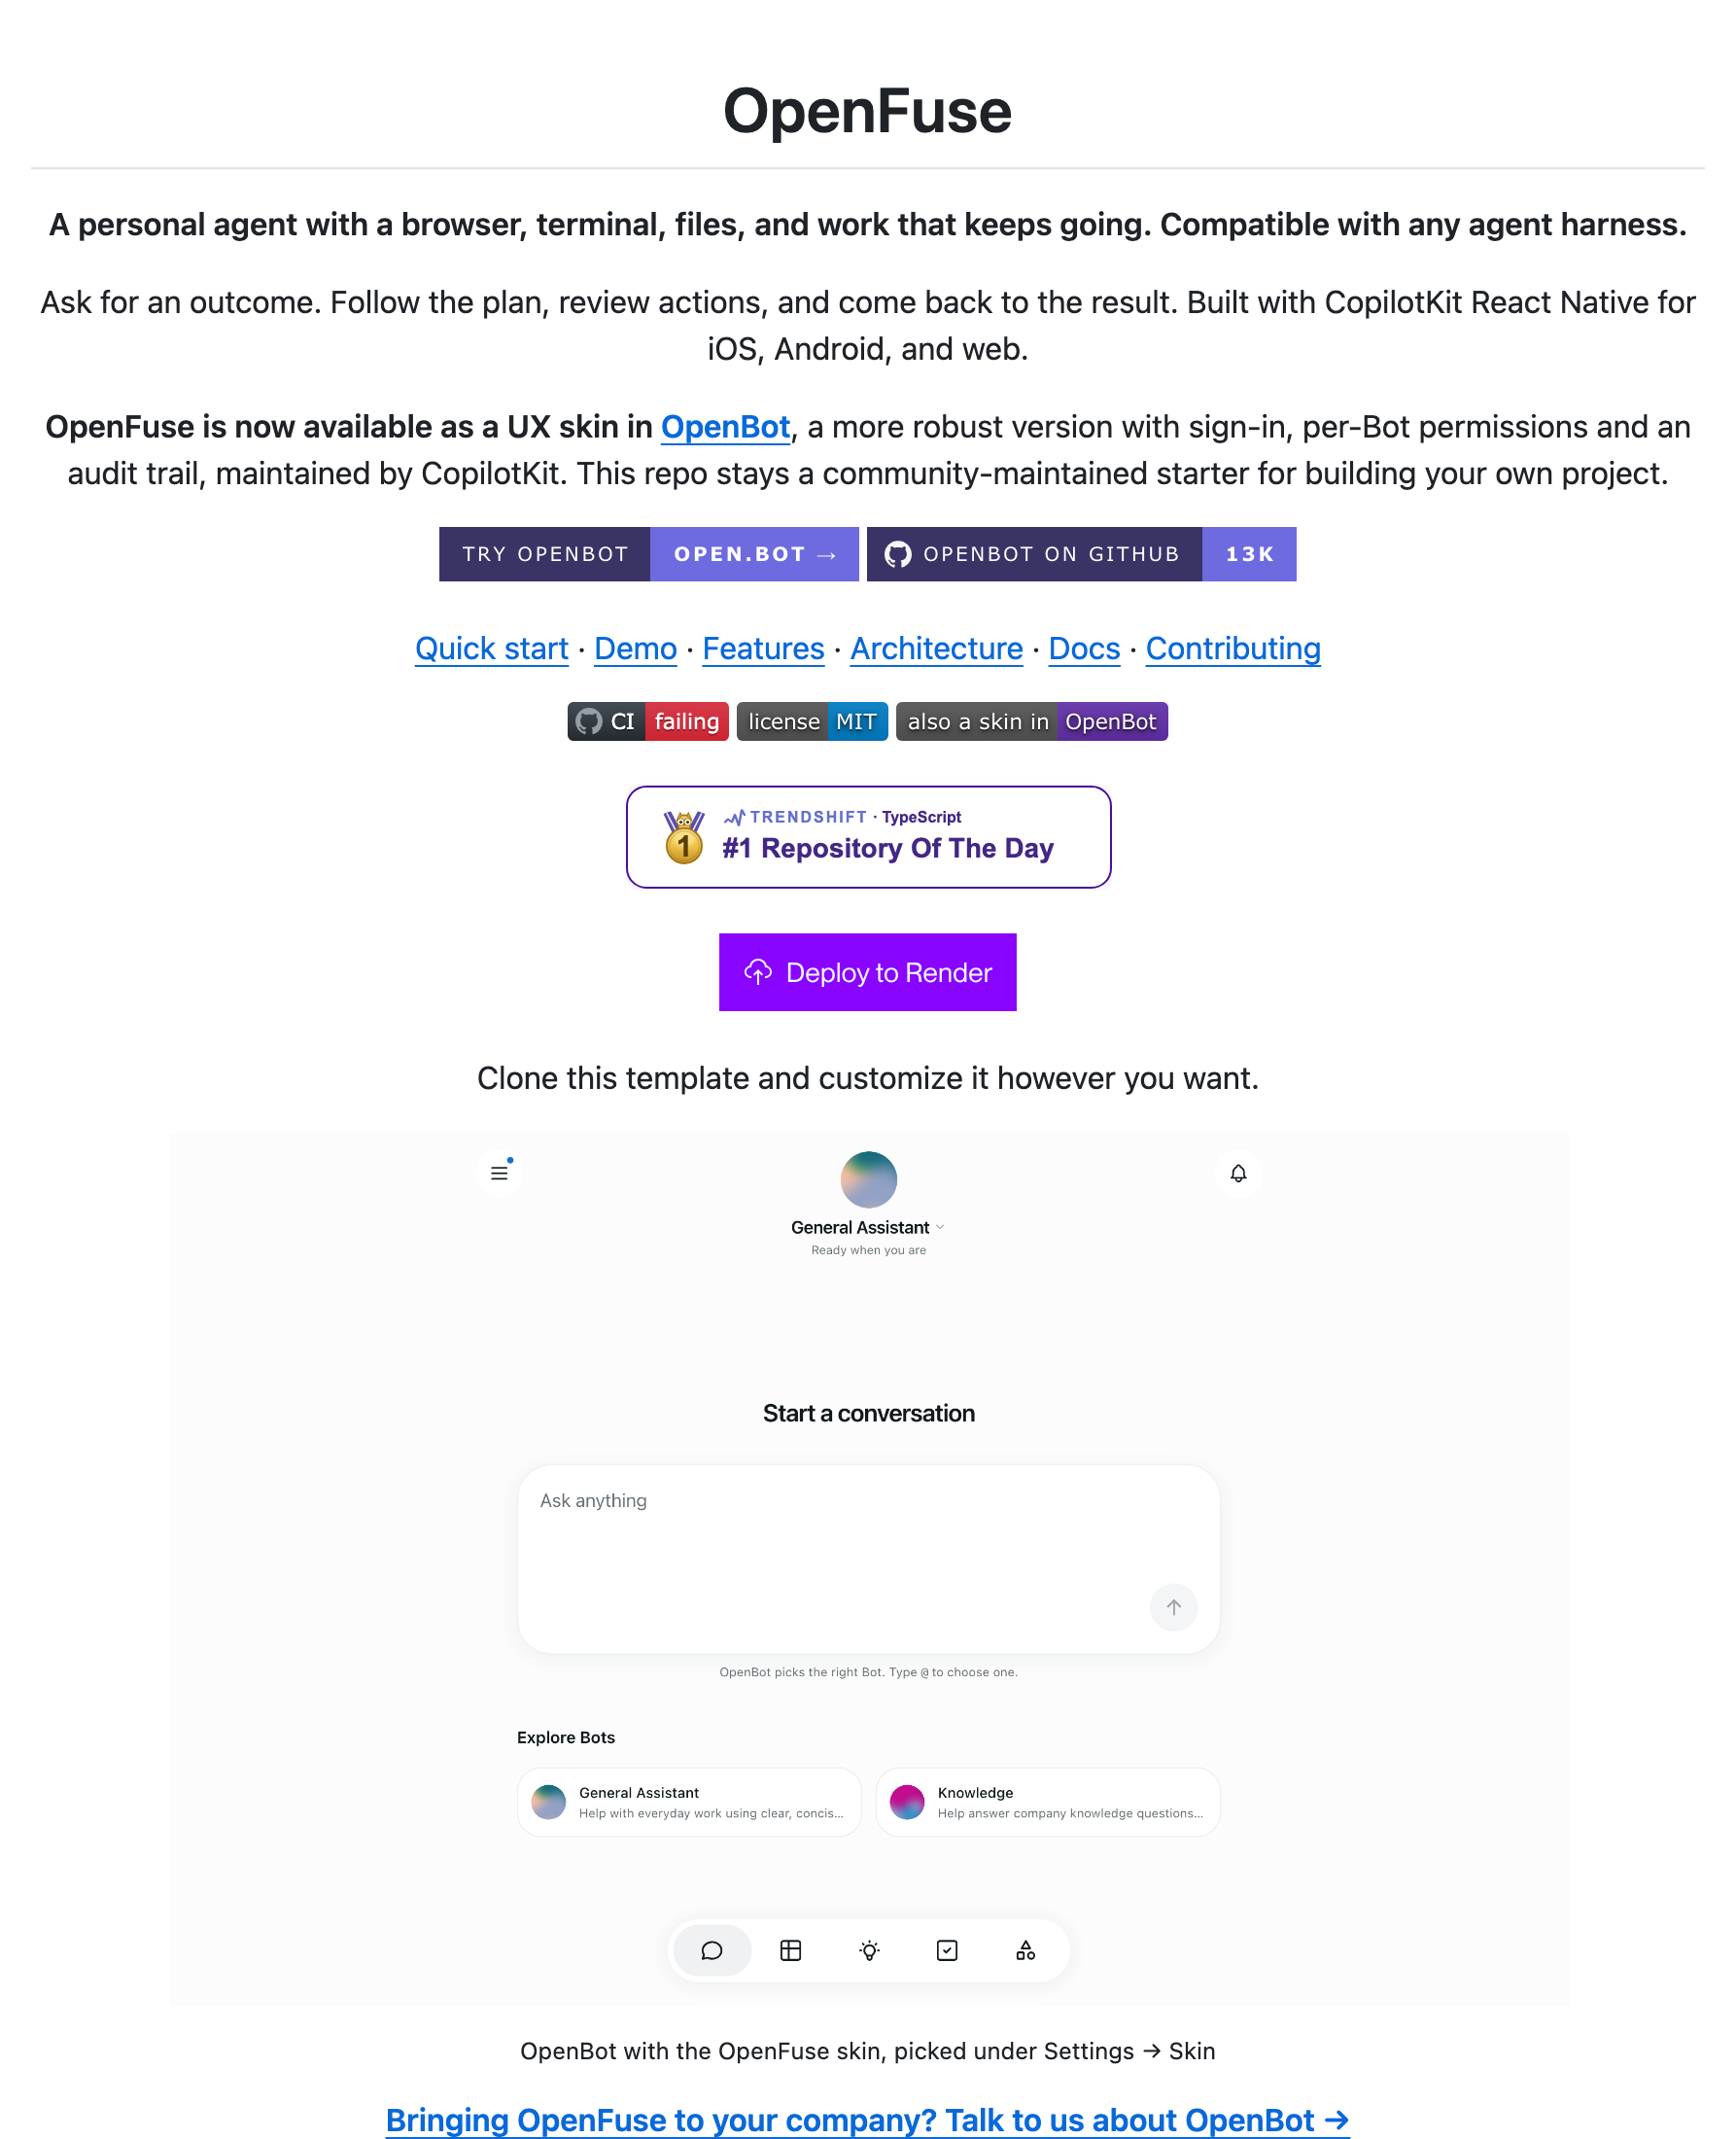 OpenFuse
A personal agent with a browser, terminal, files, and work that keeps going. Compatible with any agent harness.
Ask for an outcome. Follow the plan, review actions, and come back to the result. Built with CopilotKit React Native for
iOS, Android, and web.
OpenFuse is now available as a UX skin in OpenBot, a more robust version with sign-in, per-Bot permissions and an
audit trail, maintained by CopilotKit. This repo stays a community-maintained starter for building your own project.
TRY OPENBOT OPEN.BOT → OPENBOT ON GITHUB 13K
Quick start · Demo · Features · Architecture · Docs · Contributing
CI failing license MIT also a skin in OpenBot
TRENDSHIFT · TypeScript
1 #1 Repository Of The Day
Deploy to Render
Clone this template and customize it however you want.
General Assistant
Ready when you are
Start a conversation
Ask anything
OpenBot picks the right Bot. Type @ to choose one.
Explore Bots
General Assistant
Help with everyday work using clear, concis...
Knowledge
Help answer company knowledge questions...
OpenBot with the OpenFuse skin, picked under Settings → Skin
Bringing OpenFuse to your company? Talk to us about OpenBot →